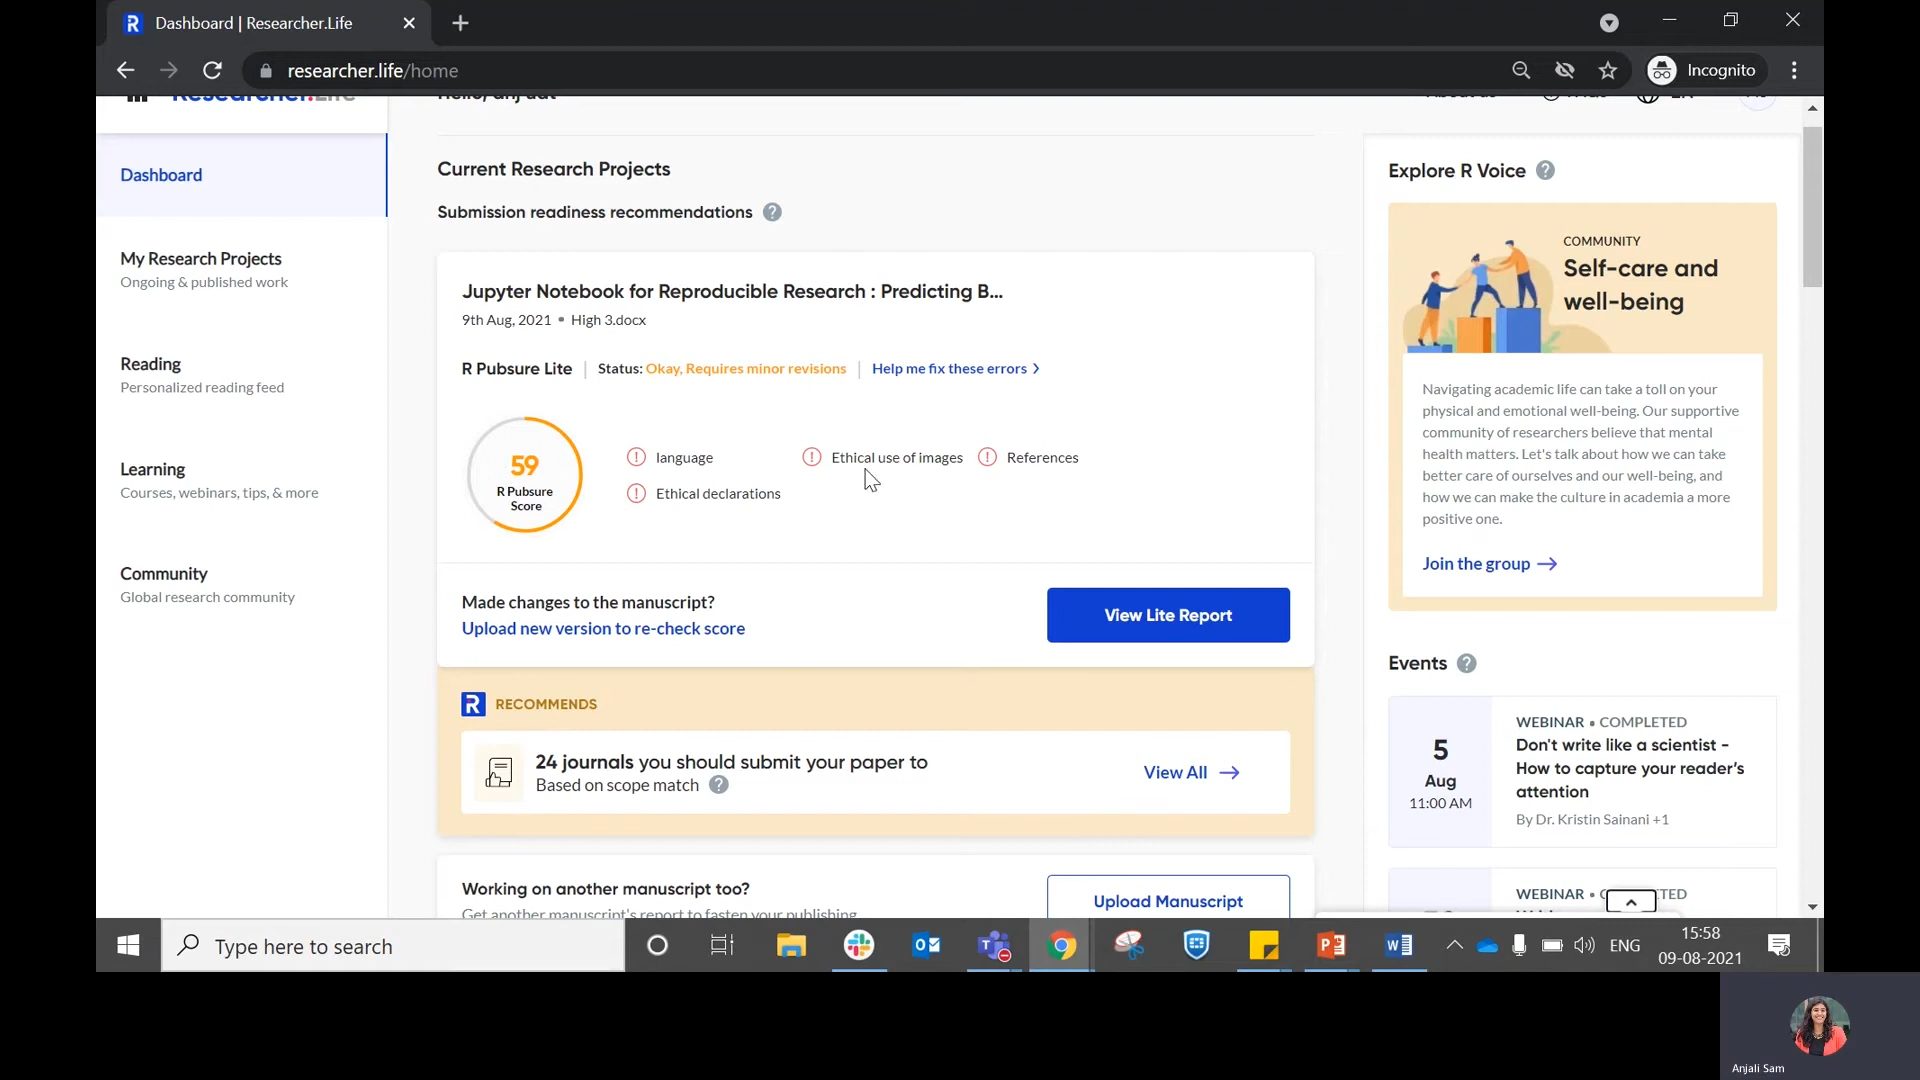 Dashboard | Researcher.Life
researcher.life/home
Incognito
Researcher.Life
Dashboard
My Research Projects
Ongoing & published work
Reading
Personalized reading feed
Learning
Courses, webinars, tips, & more
Community
Global research community
Current Research Projects
Submission readiness recommendations ?
Jupyter Notebook for Reproducible Research : Predicting B...
9th Aug, 2021 • High 3.docx
R Pubsure Lite | Status: Okay, Requires minor revisions | Help me fix these errors >
59
R Pubsure
Score
language
Ethical use of images
References
Ethical declarations
Made changes to the manuscript?
Upload new version to re-check score
View Lite Report
R RECOMMENDS
24 journals you should submit your paper to
Based on scope match ?
View All →
Working on another manuscript too?
Get another manuscript's report to fasten your publishing
Upload Manuscript
Explore R Voice ?
COMMUNITY
Self-care and
well-being
Navigating academic life can take a toll on your
physical and emotional well-being. Our supportive
community of researchers believe that mental
health matters. Let's talk about how we can take
better care of ourselves and our well-being, and
how we can make the culture in academia a more
positive one.
Join the group →
Events ?
5
Aug
11:00 AM
WEBINAR • COMPLETED
Don't write like a scientist -
How to capture your reader's
attention
By Dr. Kristin Sainani +1
WEBINAR •
Type here to search
ENG
15:58
09-08-2021
Anjali Sam